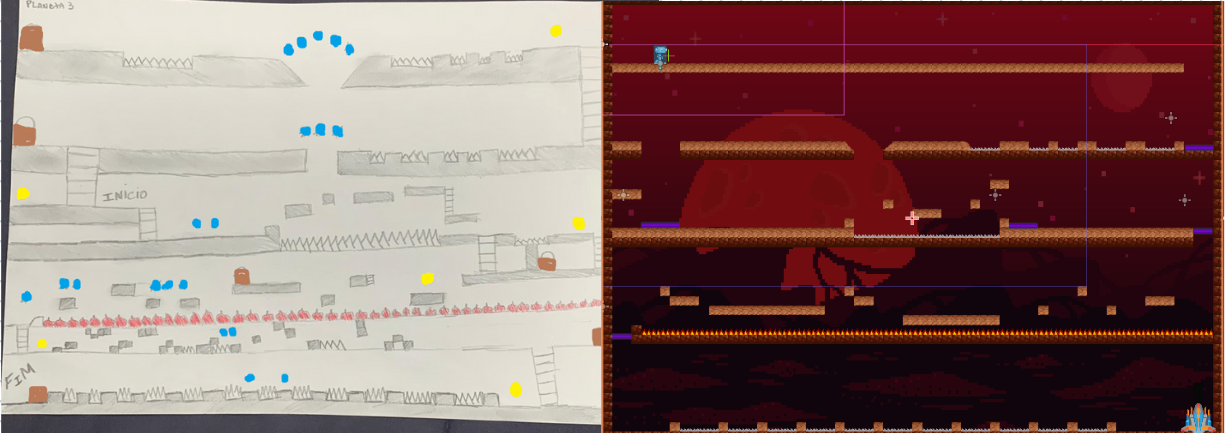 PLANETA 3
INÍCIO
FIM